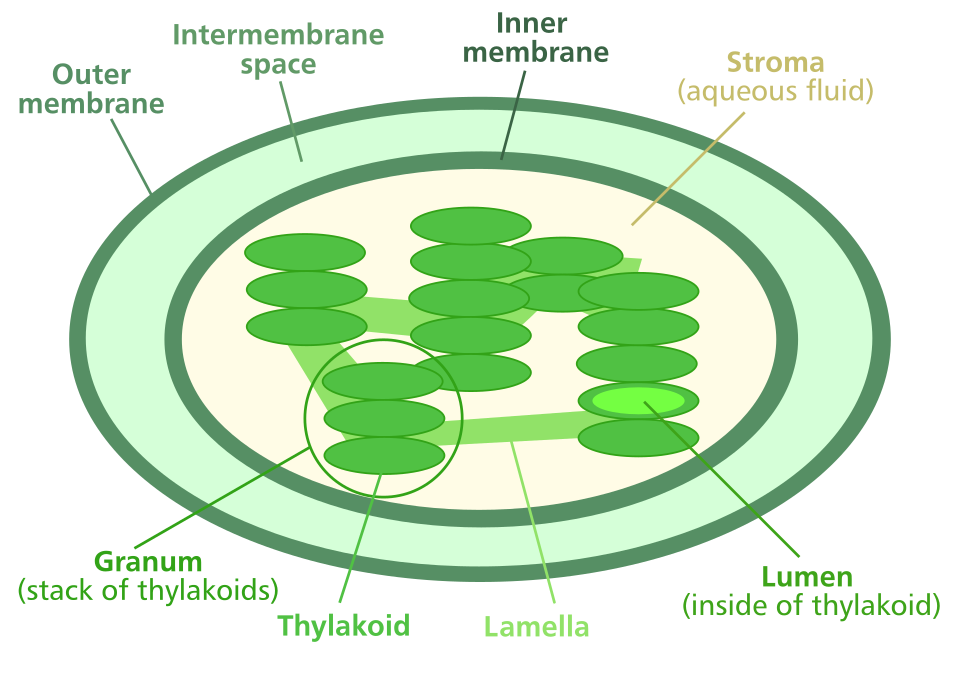 Outer
membrane
Intermembrane
space
Inner
membrane
Stroma
(aqueous fluid)
Granum
(stack of thylakoids)
Thylakoid
Lamella
Lumen
(inside of thylakoid)